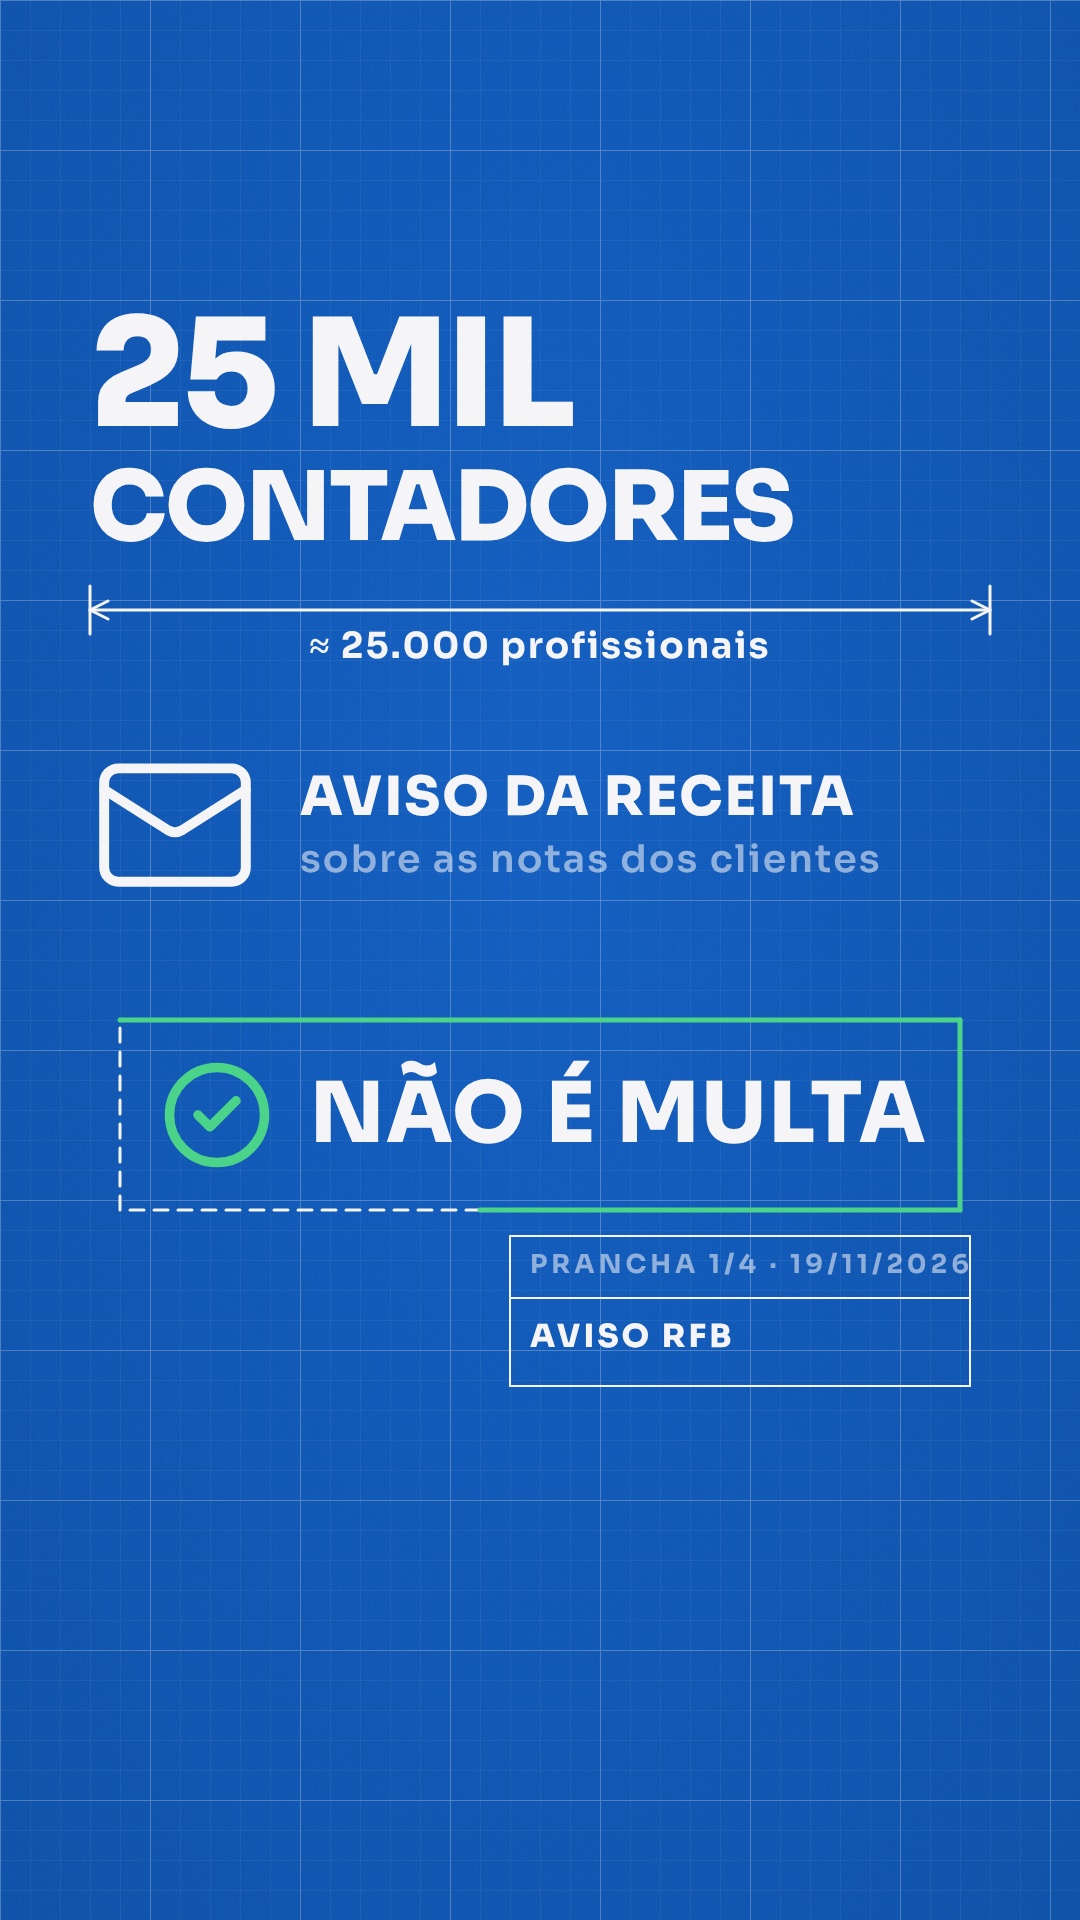 25 MIL
CONTADORES
≈ 25.000 profissionais
AVISO DA RECEITA
sobre as notas dos clientes
NÃO É MULTA
PRANCHA 1/4 · 19/11/2026
AVISO RFB